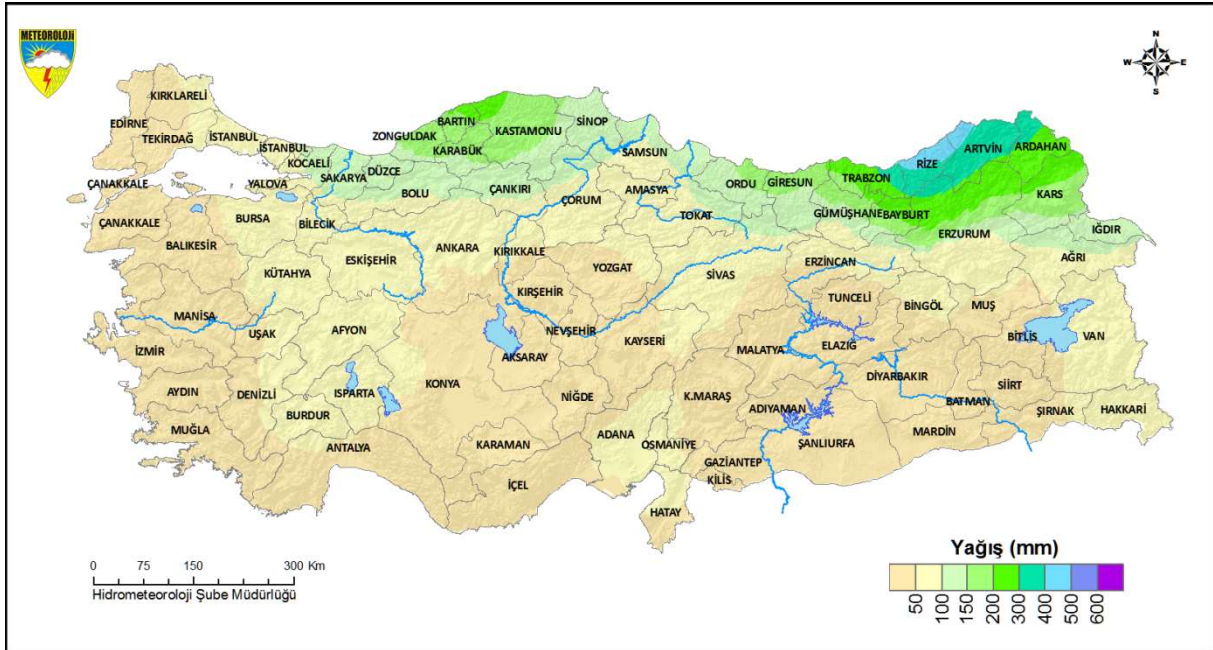 METEOROLOJİ
N
W E
S
KIRKLARELİ
EDİRNE
TEKİRDAĞ
İSTANBUL
İSTANBUL
KOCAELİ
YALOVA
SAKARYA
DÜZCE
ZONGULDAK
BARTIN
KARABÜK
KASTAMONU
SİNOP
SAMSUN
BOLU
ÇANKIRI
ÇORUM
AMASYA
TOKAT
ORDU
GİRESUN
TRABZON
RİZE
ARTVİN
ARDAHAN
KARS
GÜMÜŞHANE
BAYBURT
ERZURUM
IĞDIR
AĞRI
ÇANAKKALE
ÇANAKKALE
BALIKESİR
BURSA
BİLECİK
ESKİŞEHİR
ANKARA
KIRIKKALE
YOZGAT
SİVAS
ERZİNCAN
TUNCELİ
BİNGÖL
MUŞ
BİTLİS
VAN
KÜTAHYA
MANİSA
UŞAK
AFYON
KIRŞEHİR
NEVŞEHİR
AKSARAY
KAYSERİ
MALATYA
ELAZIĞ
DİYARBAKIR
SİİRT
BATMAN
ŞIRNAK
HAKKARİ
İZMİR
AYDIN
DENİZLİ
ISPARTA
BURDUR
KONYA
NİĞDE
K.MARAŞ
ADIYAMAN
ŞANLIURFA
MARDİN
MUĞLA
ANTALYA
KARAMAN
İÇEL
ADANA
OSMANİYE
GAZİANTEP
KİLİS
HATAY
0 75 150 300 Km
Hidrometeoroloji Şube Müdürlüğü
Yağış (mm)
50 100 150 200 300 400 500 600